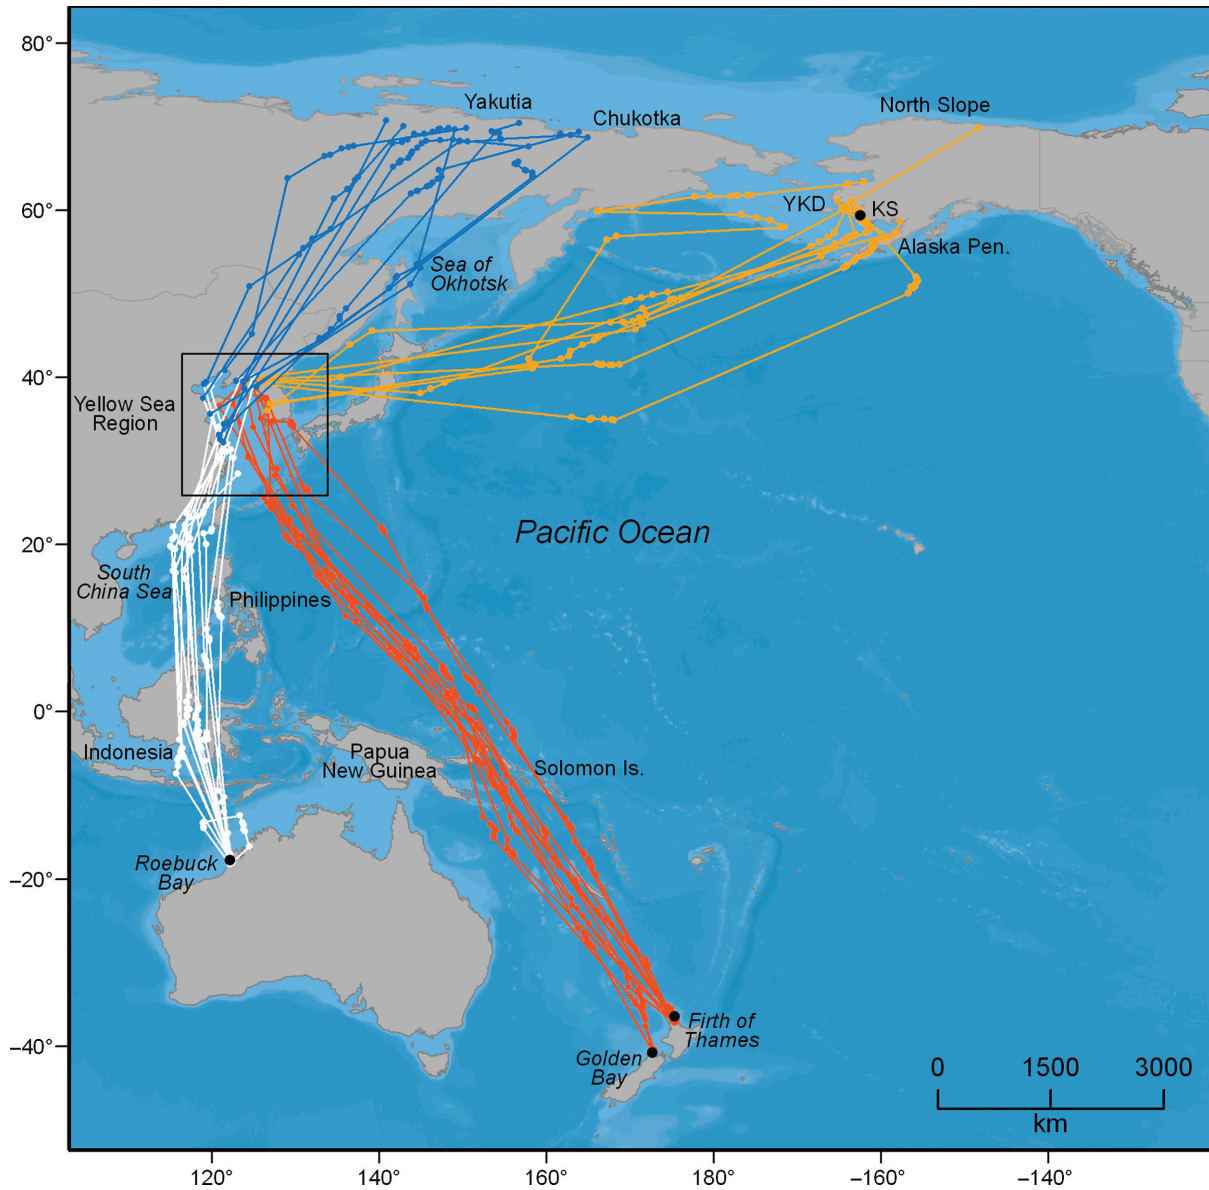 80°
60°
40°
20°
0°
−20°
−40°
Yakutia
Chukotka
North Slope
YKD
KS
Alaska Pen.
Sea of
Okhotsk
Yellow Sea
Region
Pacific Ocean
South
China Sea
Philippines
Indonesia
Papua
New Guinea
Solomon Is.
Roebuck
Bay
Firth of
Thames
Golden
Bay
0 1500 3000
km
120° 140° 160° 180° −160° −140°